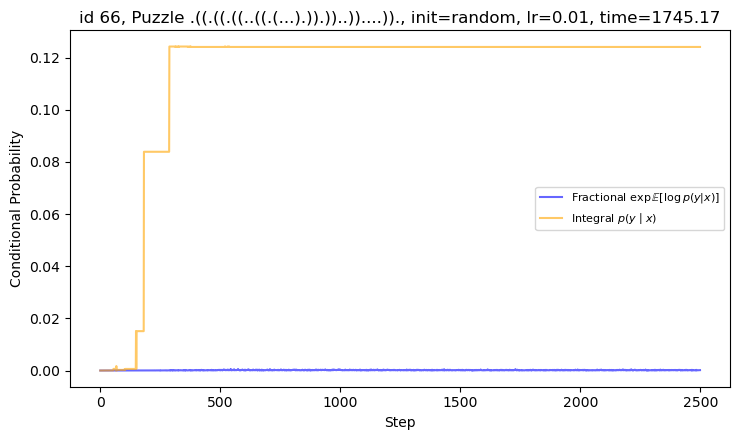 id 66, Puzzle .((.((.((..((.(...).)).))..))....))., init=random, lr=0.01, time=1745.17
Conditional Probability
0.12
0.10
0.08
0.06
0.04
0.02
0.00
Fractional exp𝔼[log p(y|x)]
Integral p(y | x)
0
500
1000
1500
2000
2500
Step